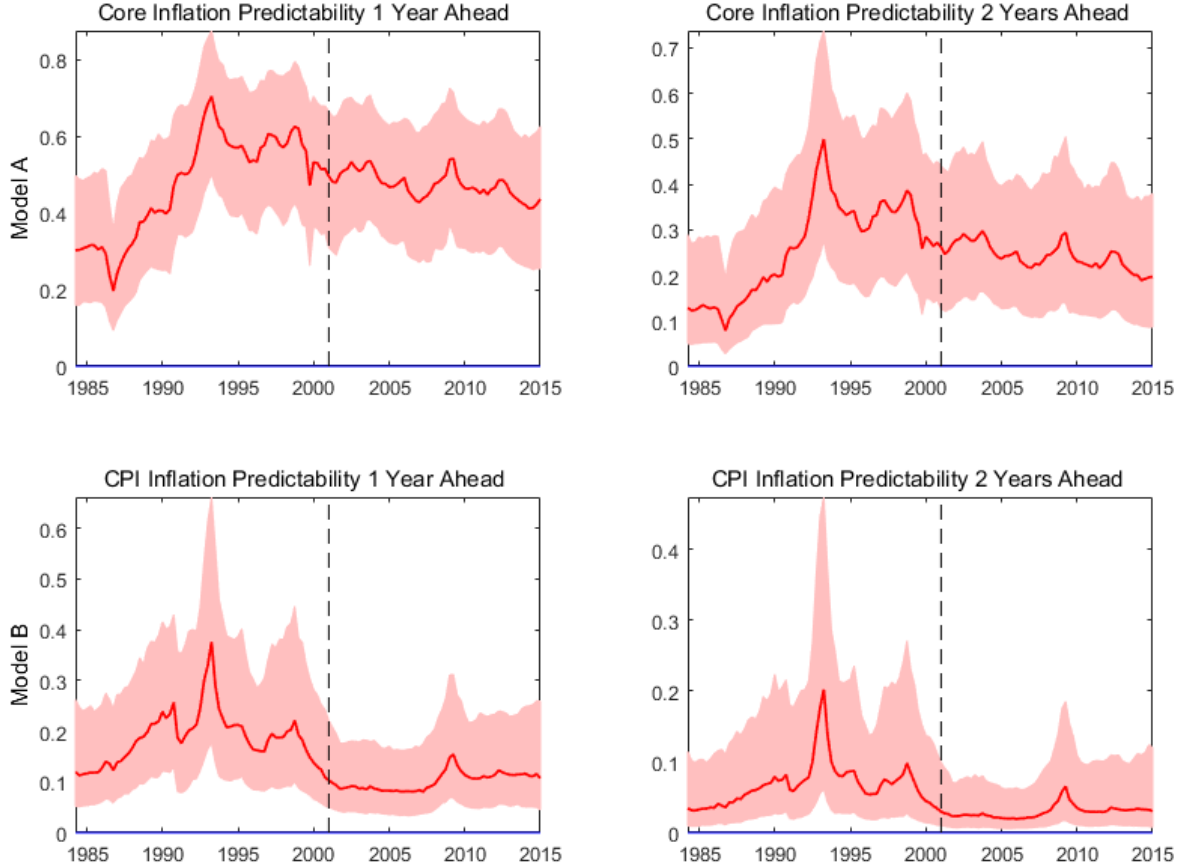 Core Inflation Predictability 1 Year Ahead
0.8
0.6
0.4
0.2
0
Model A
1985 1990 1995 2000 2005 2010 2015
Core Inflation Predictability 2 Years Ahead
0.7
0.6
0.5
0.4
0.3
0.2
0.1
0
1985 1990 1995 2000 2005 2010 2015
CPI Inflation Predictability 1 Year Ahead
0.6
0.5
0.4
0.3
0.2
0.1
0
Model B
1985 1990 1995 2000 2005 2010 2015
CPI Inflation Predictability 2 Years Ahead
0.4
0.3
0.2
0.1
0
1985 1990 1995 2000 2005 2010 2015